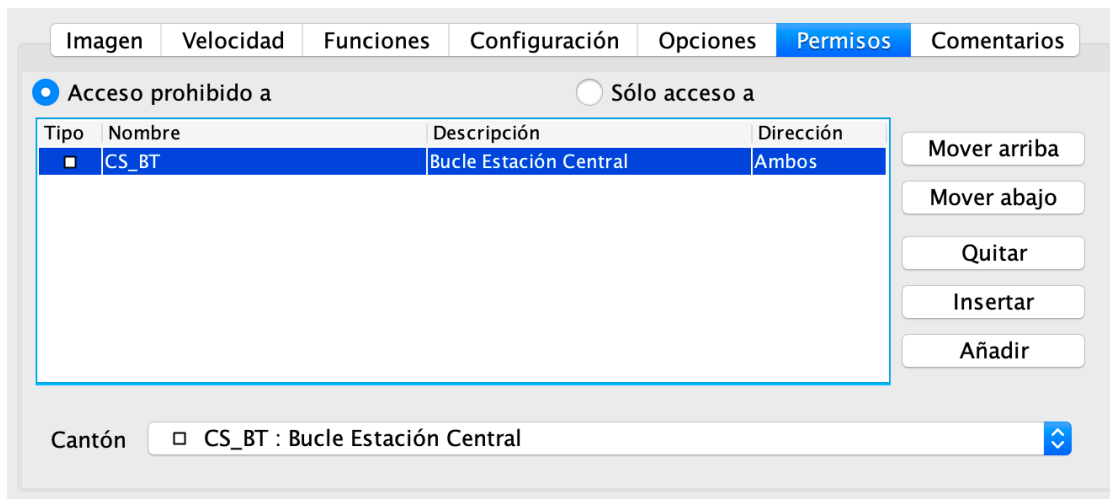 Imagen Velocidad Funciones Configuración Opciones Permisos Comentarios
Acceso prohibido a Sólo acceso a
Tipo Nombre Descripción Dirección
CS_BT Bucle Estación Central Ambos
Mover arriba
Mover abajo
Quitar
Insertar
Añadir
Cantón CS_BT : Bucle Estación Central